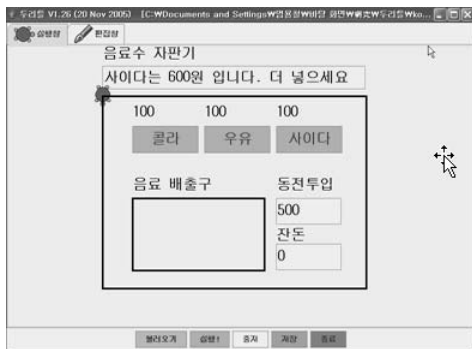 두리틀 V1.26 (20 Nov 2005)
실행창 편집창
음료수 자판기
사이다는 600원 입니다. 더 넣으세요
100 100 100
콜라 우유 사이다
음료 배출구 동전투입
500
잔돈
0
불러오기 실행! 출자 저장 종료